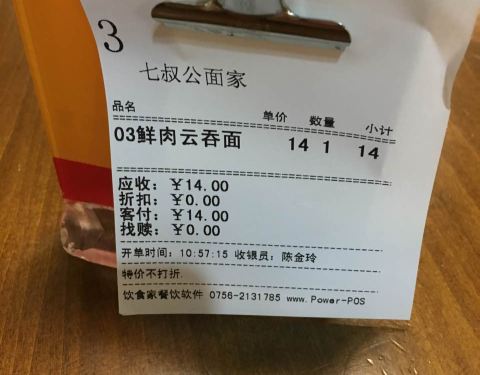 3
七叔公面家
品名 单价 数量 小计
03鲜肉云吞面 14 1 14
应收：￥14.00
折扣：￥0.00
客付：￥14.00
找赎：￥0.00
开单时间：10:57:15 收银员：陈金玲
特价不打折.
饮食家餐饮软件 0756-2131785 www.Power-POS